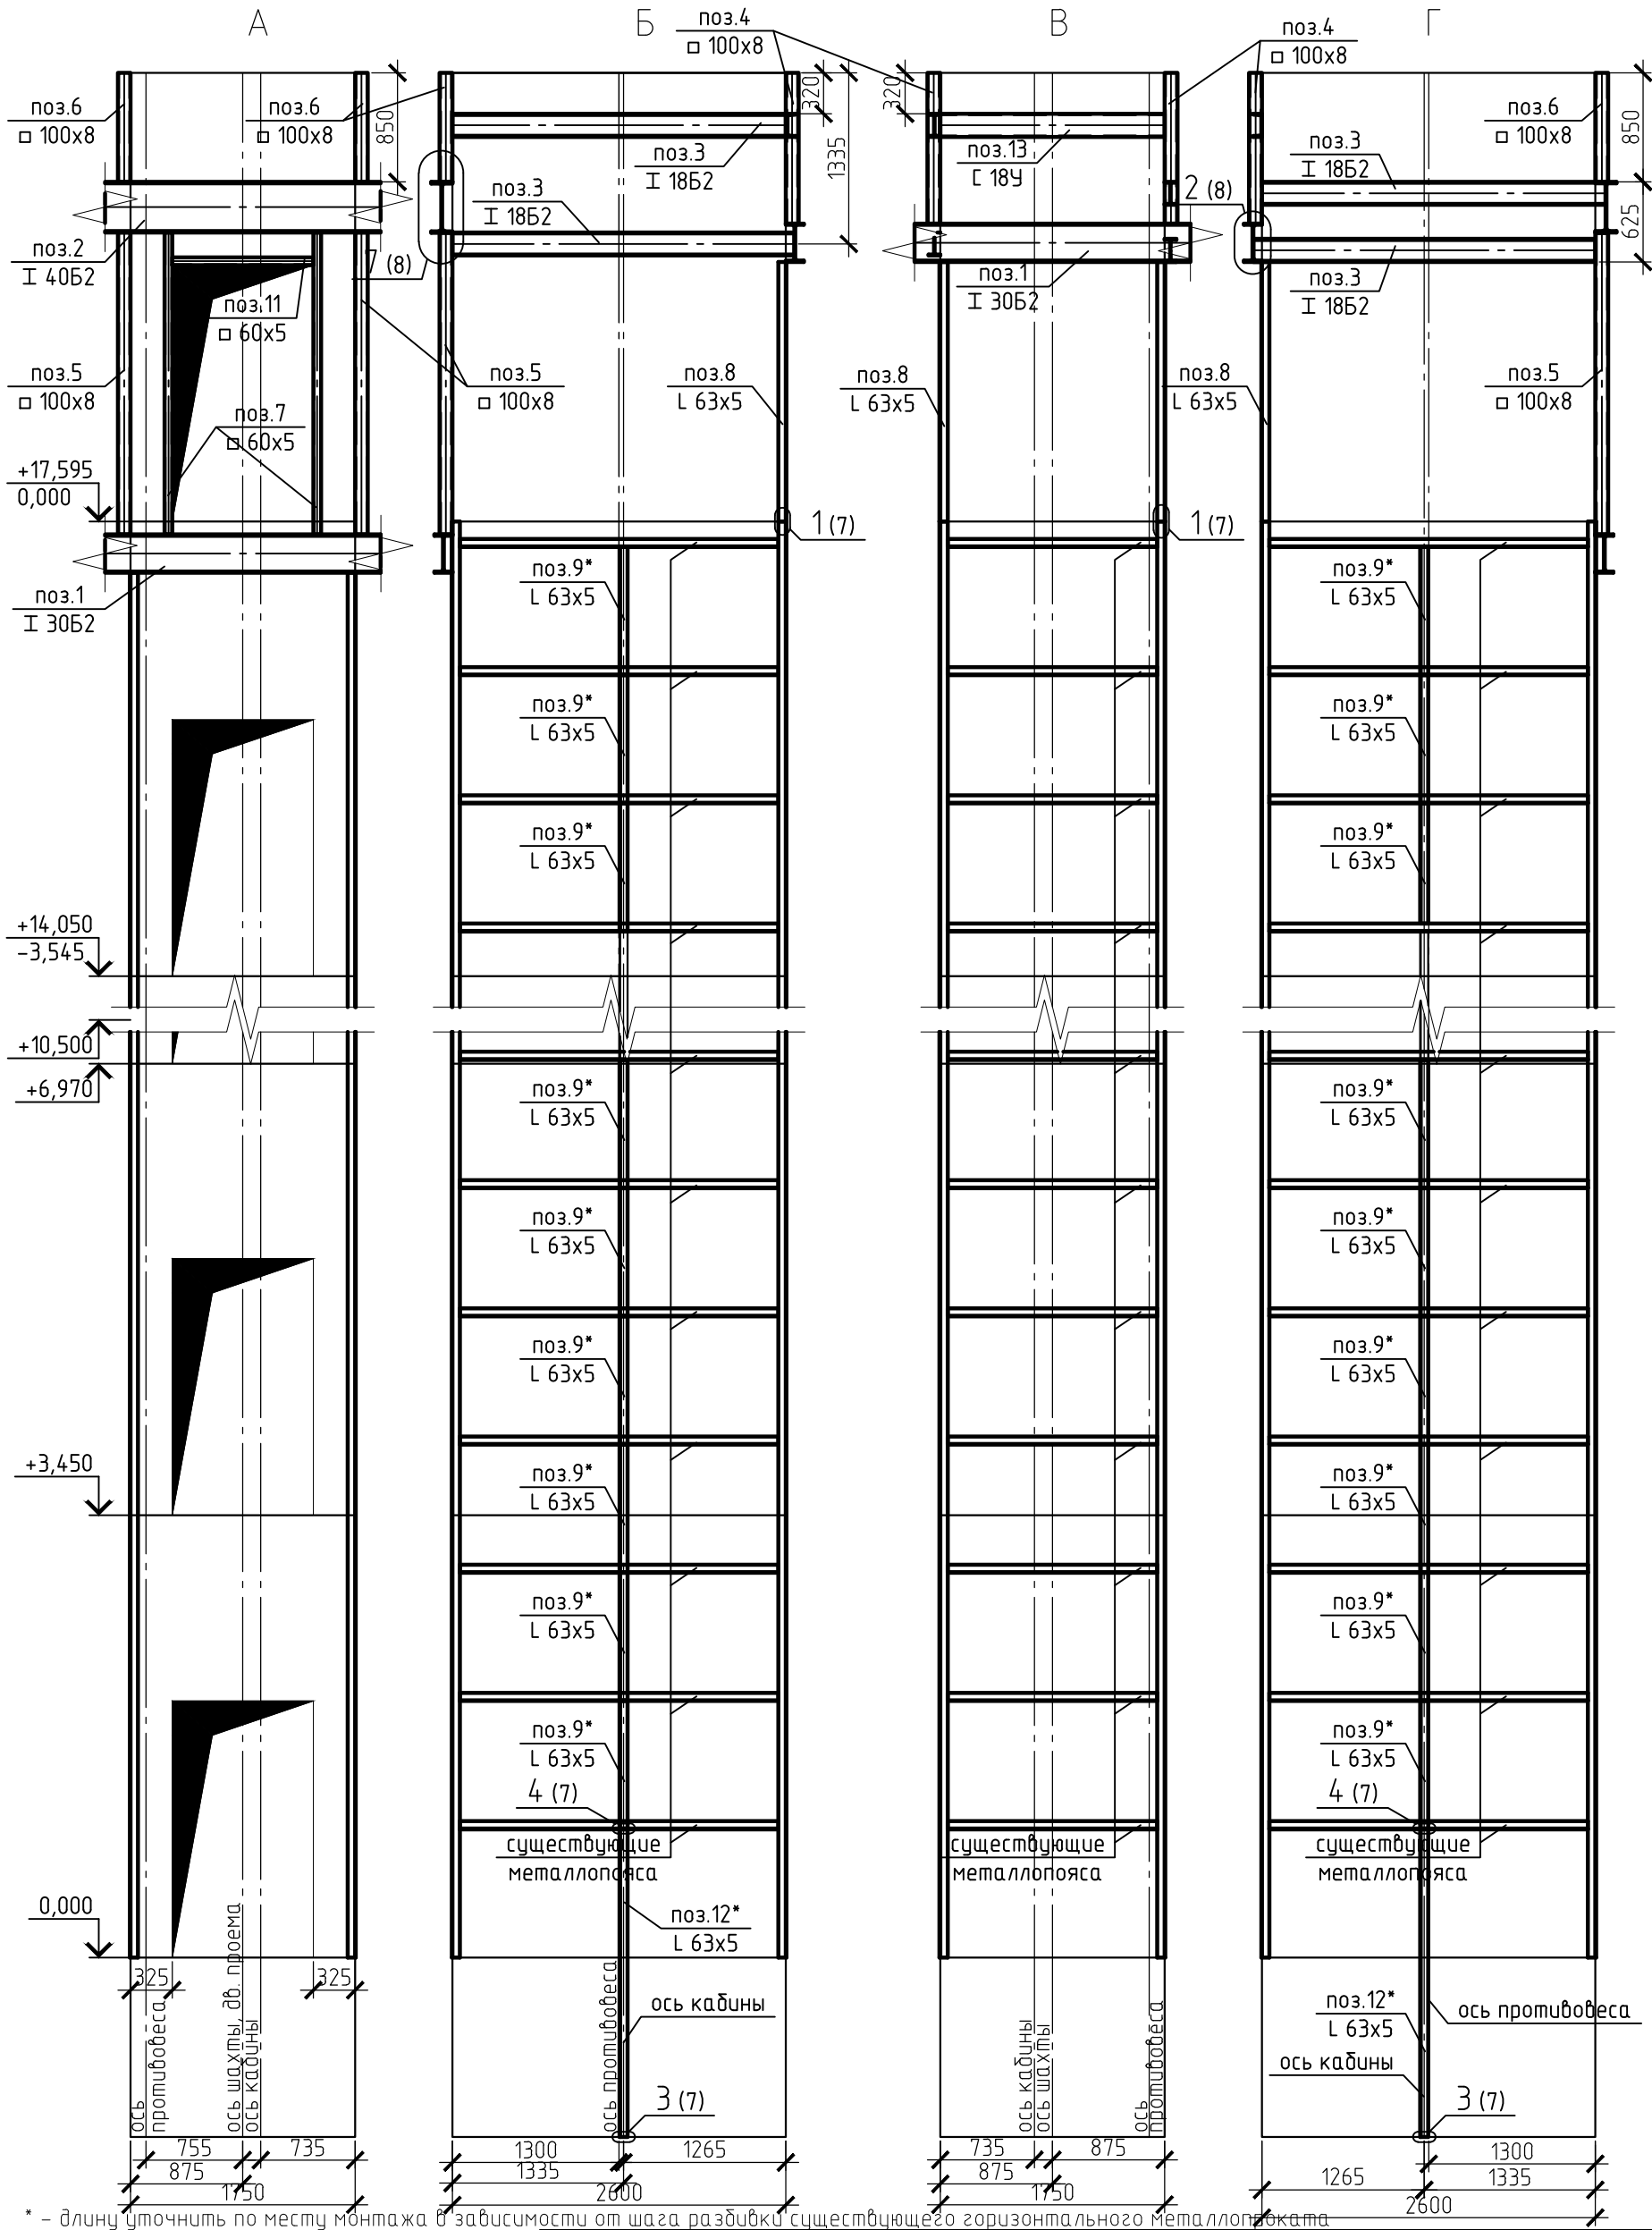 А
Б
В
Г
поз.6
□ 100х8
поз.6
□ 100х8
850
поз.2
I 40Б2
поз.11
□ 60х5
поз.5
□ 100х8
поз.7
□ 60х5
+17,595
0,000
поз.1
I 30Б2
+14,050
-3,545
+10,500
+6,970
+3,450
0,000
325
325
ось
противовеса
ось шахты, дв. проема
ось кабины
755
735
875
1750
поз.4
□ 100х8
320
1335
поз.3
I 18Б2
поз.3
I 18Б2
7 (8)
поз.5
□ 100х8
поз.8
L 63х5
1 (7)
поз.9*
L 63х5
поз.9*
L 63х5
поз.9*
L 63х5
поз.9*
L 63х5
поз.9*
L 63х5
поз.9*
L 63х5
поз.9*
L 63х5
поз.9*
L 63х5
поз.9*
L 63х5
4 (7)
существующие
металлопояса
поз.12*
L 63х5
ось противовеса
ось кабины
3 (7)
1300
1265
1335
2600
320
поз.13
[ 18У
поз.1
I 30Б2
поз.8
L 63х5
1 (7)
существующие
металлопояса
ось кабины
ось шахты
ось
противовеса
735
875
875
1750
поз.4
□ 100х8
поз.6
□ 100х8
850
625
поз.3
I 18Б2
2 (8)
поз.3
I 18Б2
поз.8
L 63х5
поз.5
□ 100х8
поз.9*
L 63х5
поз.9*
L 63х5
поз.9*
L 63х5
поз.9*
L 63х5
поз.9*
L 63х5
поз.9*
L 63х5
поз.9*
L 63х5
поз.9*
L 63х5
поз.9*
L 63х5
4 (7)
существующие
металлопояса
поз.12*
L 63х5
ось противовеса
ось кабины
3 (7)
1300
1265
1335
2600
* - длину уточнить по месту монтажа в зависимости от шага разбивки существующего горизонтального металлопроката